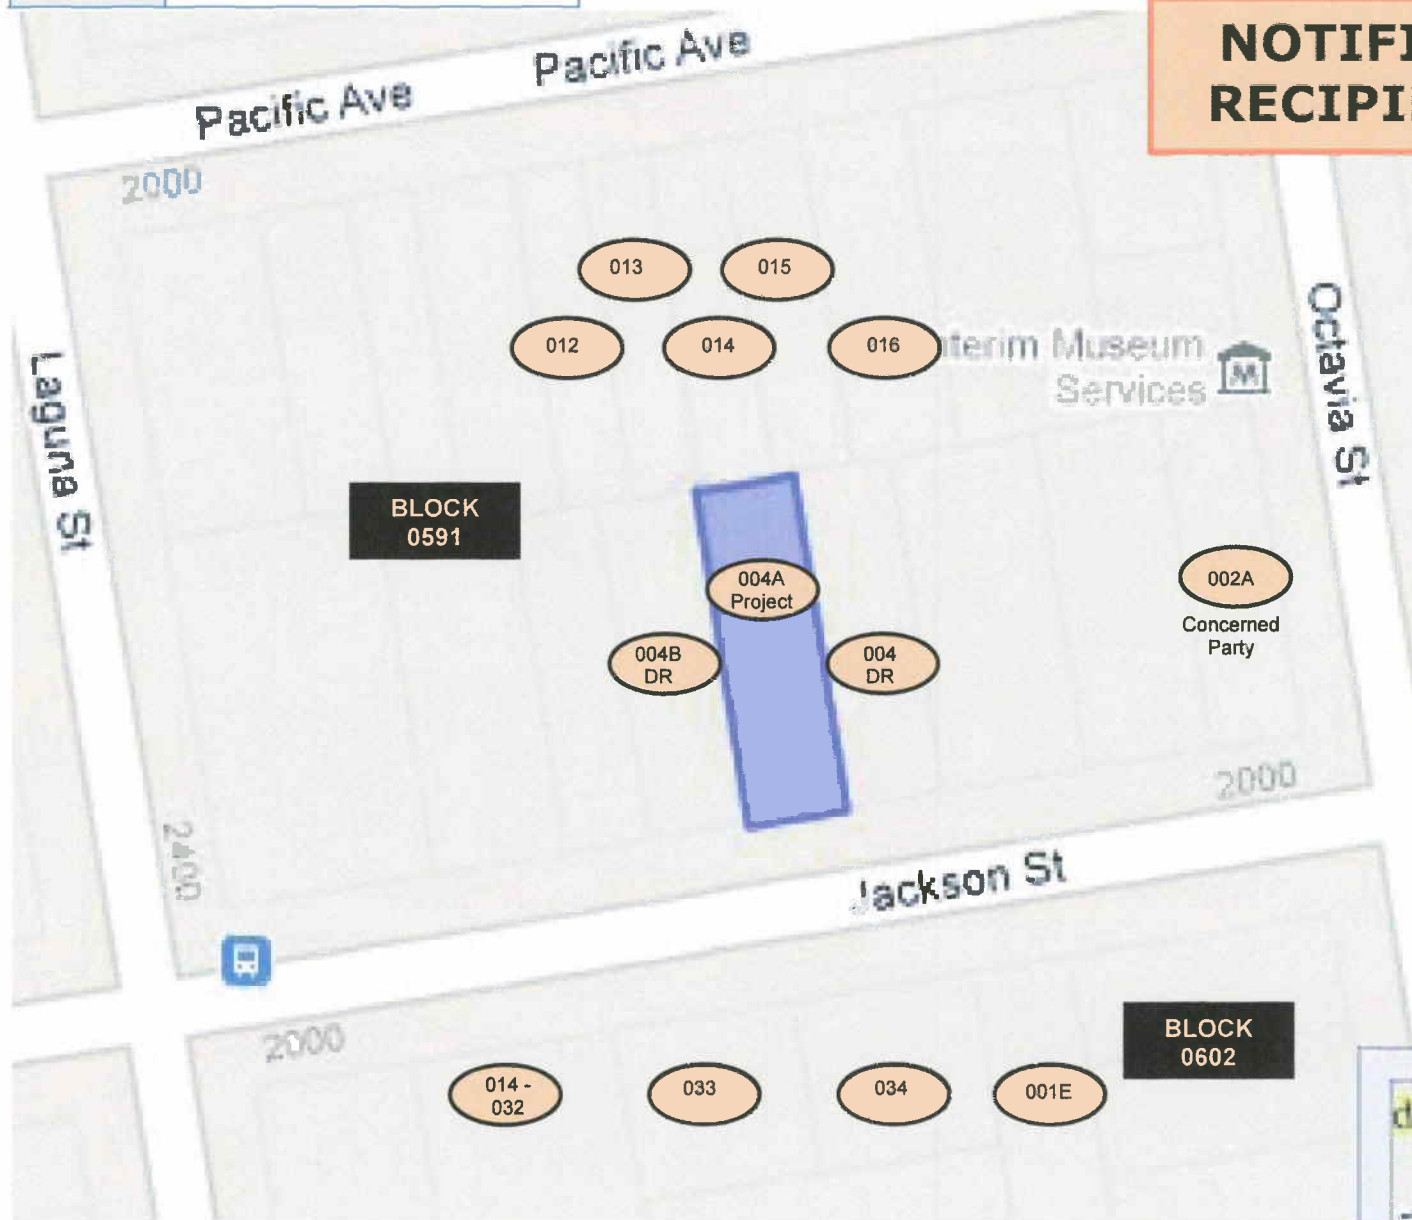 NOTIFI
RECIPI
Pacific Ave
Pacific Ave
2000
013
015
012
014
016
terim Museum
Services
M
Octavia St
Laguna St
BLOCK
0591
004A
Project
002A
Concerned
Party
004B
DR
004
DR
2000
2400
Jackson St
2000
BLOCK
0602
014 -
032
033
034
001E
d